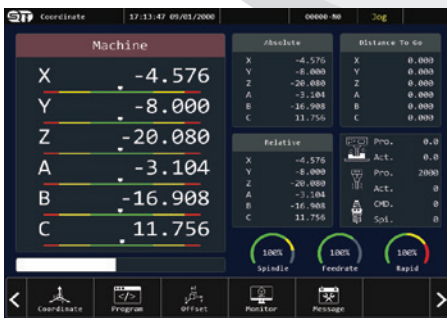 Coordinate 17:13:47 09/01/2000 O0000-N0 Jog
Machine
X -4.576
Y -8.000
Z -20.080
A -3.104
B -16.908
C 11.756
Absolute
X -4.576
Y -8.000
Z -20.080
A -3.104
B -16.908
C 11.756
Distance To Go
X 0.000
Y 0.000
Z 0.000
A 0.000
B 0.000
C 0.000
Relative
X -4.576
Y -8.000
Z -20.080
A -3.104
B -16.908
C 11.756
Pro. 0.0
Act. 0.0
Pro. 2000
Act. 0
CMD. 0
Spi. 0
100% 100% 100%
Spindle Feedrate Rapid
< Coordinate Program Offset Monitor Message >